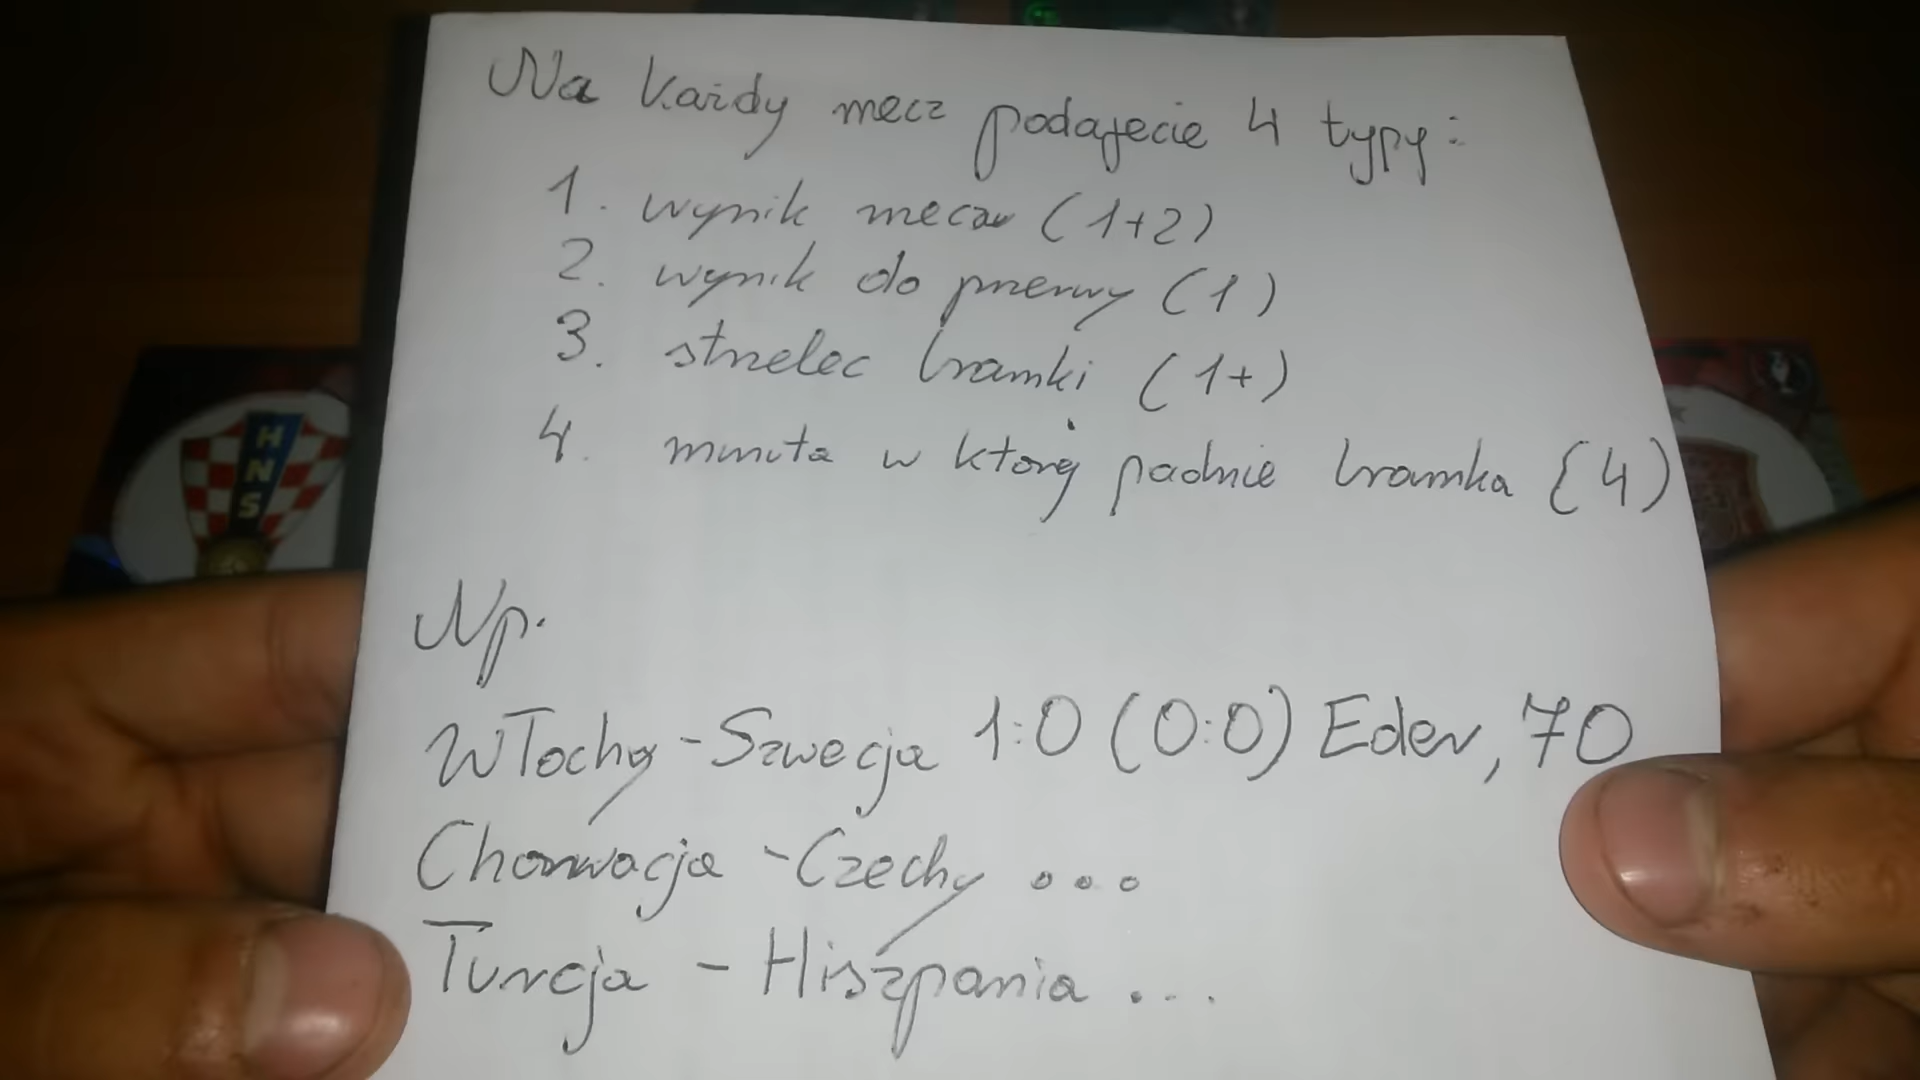 Na każdy mecz podajecie 4 typy:
1. wynik meczu (1+2)
2. wynik do przerwy (1)
3. strzelec bramki (1+)
4. minuta w której padnie bramka (4)
Np.
Włochy - Szwecja 1:0 (0:0) Eder, 70
Chorwacja - Czechy ...
Turcja - Hiszpania ...
HNS